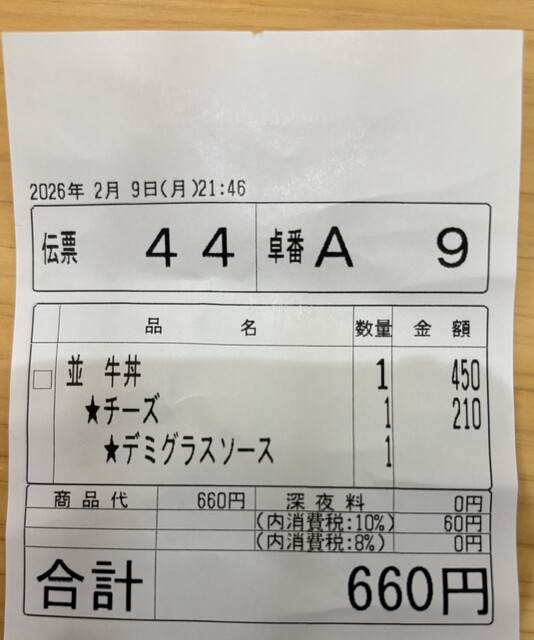 2026年 2月 9日(月)21:46
伝票 44 卓番 A 9
品 名 数量 金 額
並 牛丼 1 450
★チーズ 1 210
★デミグラスソース 1
商 品 代 660円 深 夜 料 0円
(内消費税:10%) 60円
(内消費税:8%) 0円
合計 660円